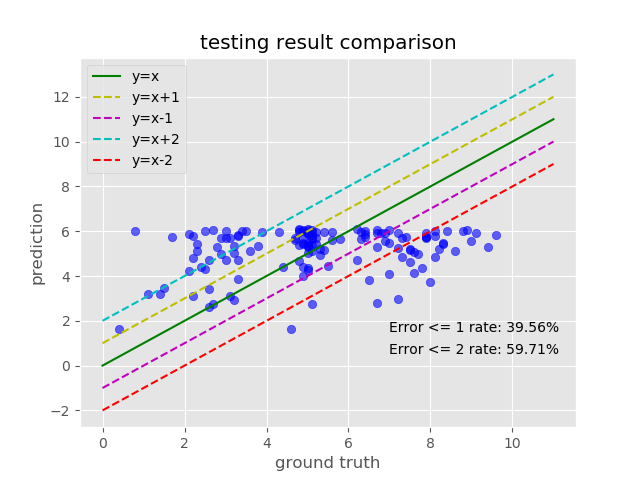 testing result comparison
y=x
y=x+1
y=x-1
y=x+2
y=x-2
12
10
8
6
4
2
0
−2
prediction
Error <= 1 rate: 39.56%
Error <= 2 rate: 59.71%
0 2 4 6 8 10
ground truth